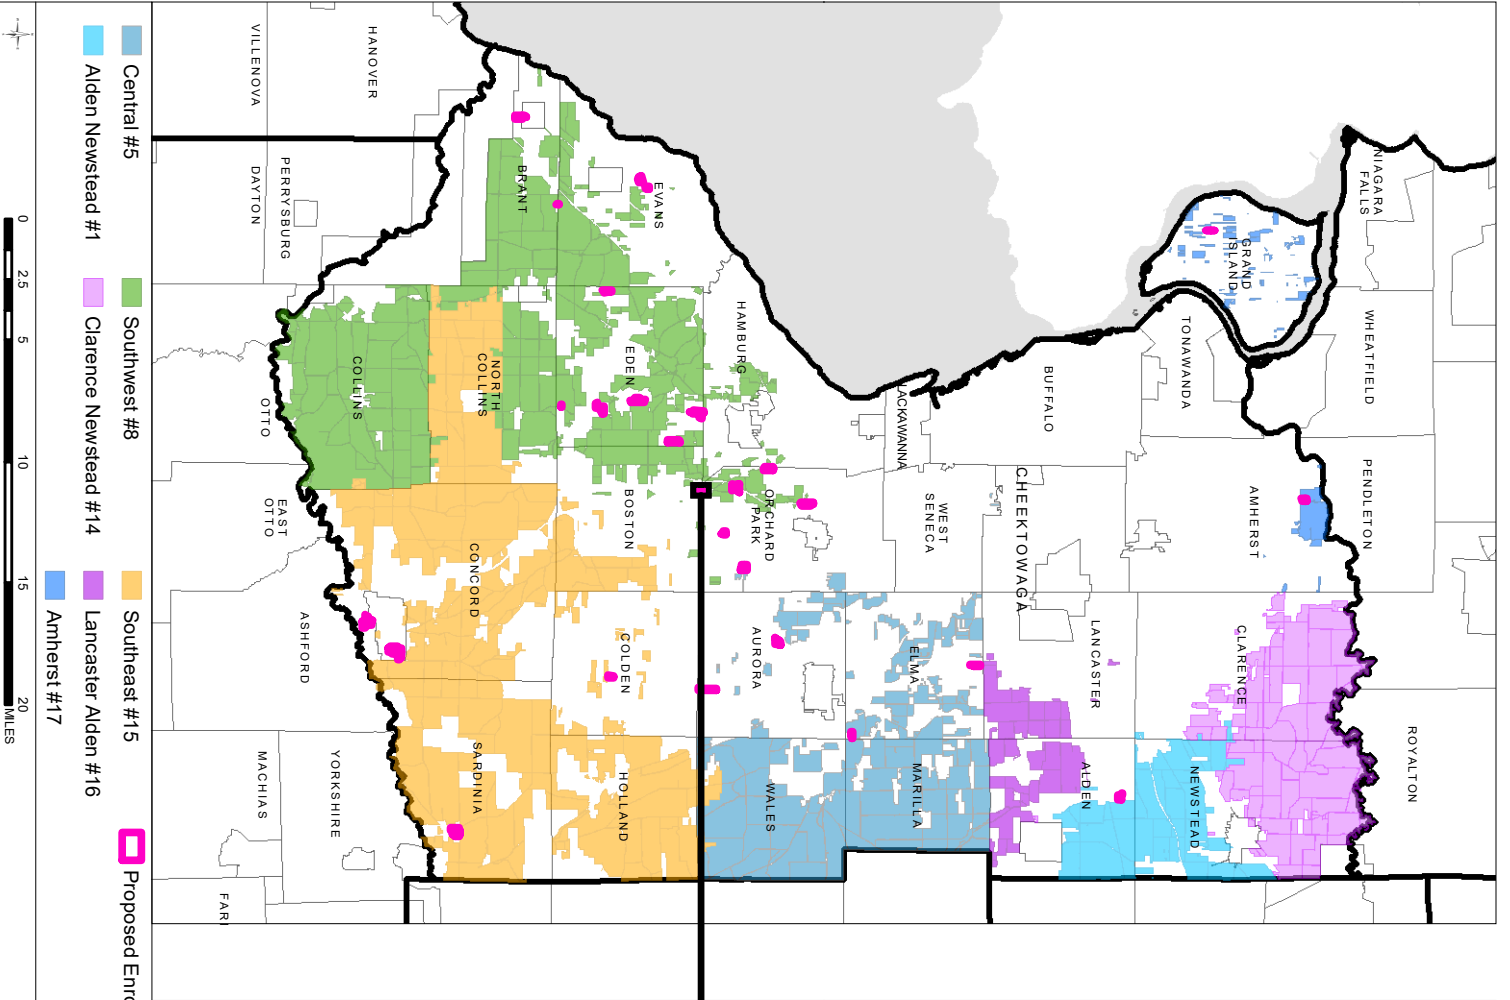 NIAGARA
FALLS
WHEATFIELD
PENDLETON
ROYALTON
GRAND
ISLAND
TONAWANDA
AMHERST
CLARENCE
NEWSTEAD
BUFFALO
CHEEKTOWAGA
LANCASTER
ALDEN
LACKAWANNA
WEST
SENECA
ELMA
MARILLA
HAMBURG
ORCHARD
PARK
AURORA
WALES
EVANS
EDEN
BOSTON
COLDEN
HOLLAND
BRANT
NORTH
COLLINS
CONCORD
SARDINIA
COLLINS
HANOVER
VILLENOVA
PERRYSBURG
DAYTON
OTTO
EAST
OTTO
ASHFORD
YORKSHIRE
MACHIAS
FARI
Central #5
Southwest #8
Southeast #15
Proposed Enro
Alden Newstead #1
Clarence Newstead #14
Lancaster Alden #16
Amherst #17
0 2.5 5 10 15 20
MILES